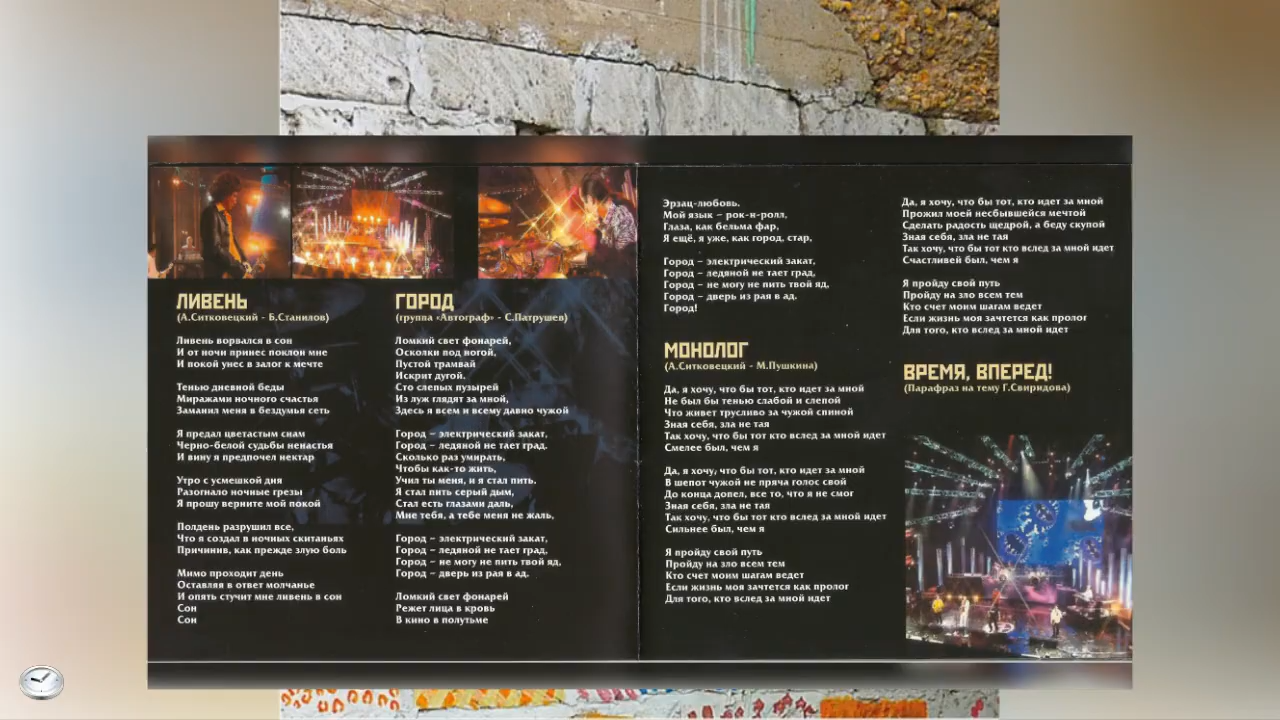 ЛИВЕНЬ
(А.Ситковецкий - Б.Станилов)
Ливень ворвался в сон
И от ночи принес поклон мне
И покой унес в залог к мечте
Тенью дневной беды
Миражами ночного счастья
Заманил меня в бездумья сеть
Я предал цветастым снам
Черно-белой судьбы ненастья
И вину я предпочел нектар
Утро с усмешкой дня
Разогнало ночные грезы
Я прошу верните мой покой
Полдень разрушил все,
Что я создал в ночных скитаньях
Причинив, как прежде злую боль
Мимо проходит день
Оставляя в ответ молчанье
И опять стучит мне ливень в сон
Сон
Сон
ГОРОД
(группа «Автограф» - С.Патрушев)
Ломкий свет фонарей,
Осколки под ногой,
Пустой трамвай
Искрит дугой.
Сто слепых пузырей
Из луж глядят за мной,
Здесь я всем и всему давно чужой
Город – электрический закат,
Город – ледяной не тает град.
Сколько раз умирать,
Чтобы как-то жить,
Учил ты меня, и я стал пить.
Я стал пить серый дым,
Стал есть глазами даль,
Мне тебя, а тебе меня не жаль,
Город – электрический закат,
Город – ледяной не тает град,
Город – не могу не пить твой яд,
Город – дверь из рая в ад.
Ломкий свет фонарей
Режет лица в кровь
В кино в полутьме
Эрзац-любовь.
Мой язык – рок-н-ролл,
Глаза, как бельма фар,
Я ещё, я уже, как город, стар,
Город – электрический закат,
Город – ледяной не тает град,
Город – не могу не пить твой яд,
Город – дверь из рая в ад.
Город!
МОНОЛОГ
(А.Ситковецкий - М.Пушкина)
Да, я хочу, что бы тот, кто идет за мной
Не был бы тенью слабой и слепой
Что живет трусливо за чужой спиной
Зная себя, зла не тая
Так хочу, что бы тот кто вслед за мной идет
Смелее был, чем я
Да, я хочу, что бы тот, кто идет за мной
В шепот чужой не пряча голос свой
До конца допел, все то, что я не смог
Зная себя, зла не тая
Так хочу, что бы тот, кто вслед за мной идет
Сильнее был, чем я
Я пройду свой путь
Пройду на зло всем тем
Кто счет моим шагам ведет
Если жизнь моя зачтется как пролог
Для того, кто вслед за мной идет
Да, я хочу, что бы тот, кто идет за мной
Прожил моей несбывшейся мечтой
Сделать радость щедрой, а беду скупой
Зная себя, зла не тая
Так хочу, что бы тот кто вслед за мной идет
Счастливей был, чем я
Я пройду свой путь
Пройду на зло всем тем
Кто счет моим шагам ведет
Если жизнь моя зачтется как пролог
Для того, кто вслед за мной идет
ВРЕМЯ, ВПЕРЕД!
(Парафраз на тему Г.Свиридова)